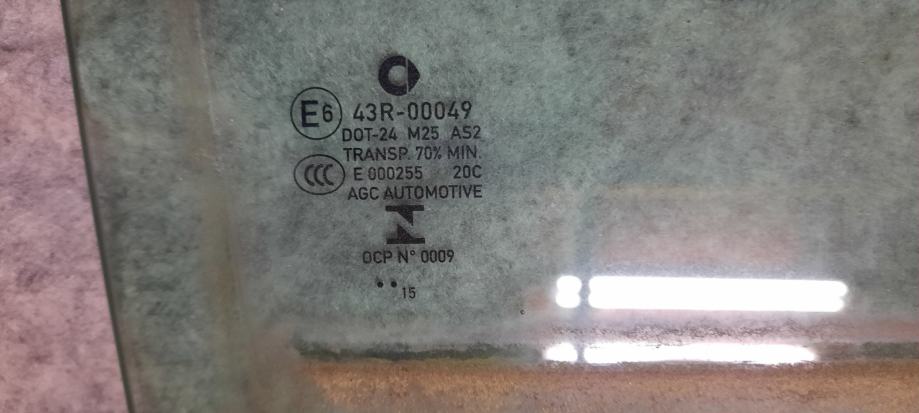 E6 43R-00049
DOT-24 M25 AS2
TRANSP. 70% MIN.
CCC E 000255 20C
AGC AUTOMOTIVE
OCP N° 0009
.. 15